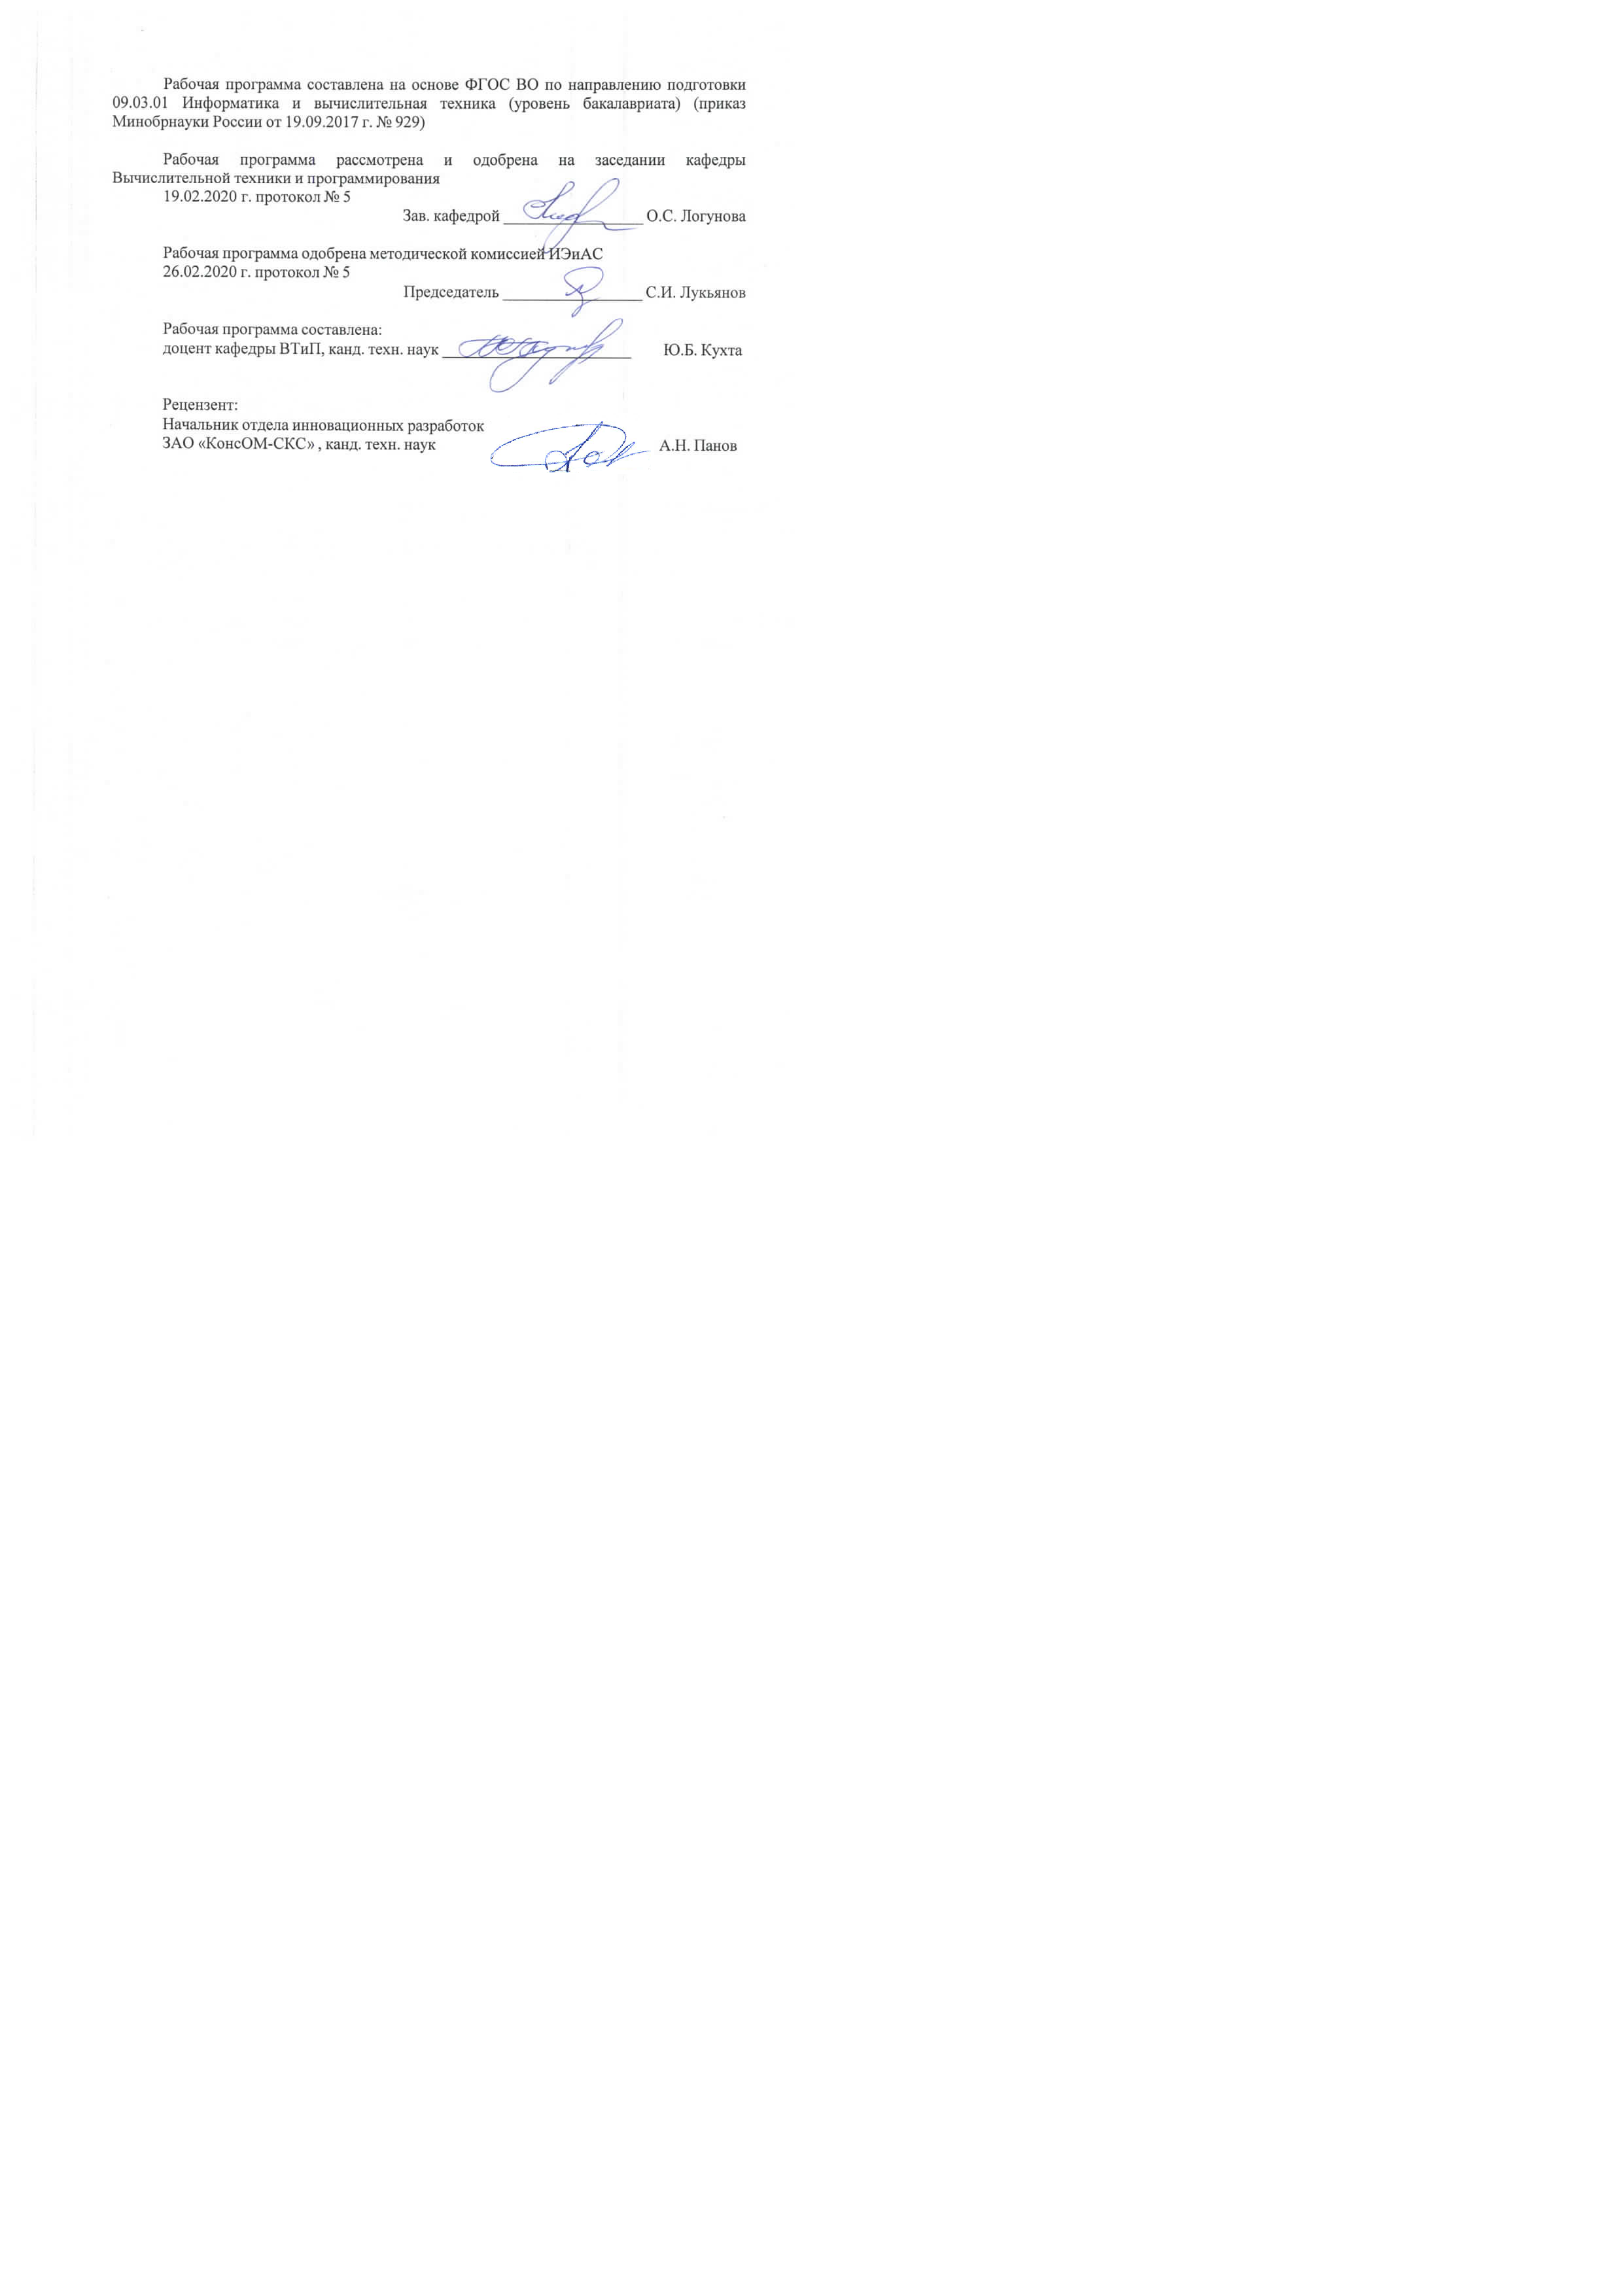 Рабочая программа составлена на основе ФГОС ВО по направлению подготовки
09.03.01 Информатика и вычислительная техника (уровень бакалавриата) (приказ
Минобрнауки России от 19.09.2017 г. № 929)
Рабочая программа рассмотрена и одобрена на заседании кафедры
Вычислительной техники и программирования
19.02.2020 г. протокол № 5
Зав. кафедрой ________________ О.С. Логунова
Рабочая программа одобрена методической комиссией ИЭиАС
26.02.2020 г. протокол № 5
Председатель ________________ С.И. Лукьянов
Рабочая программа составлена:
доцент кафедры ВТиП, канд. техн. наук ______________________ Ю.Б. Кухта
Рецензент:
Начальник отдела инновационных разработок
ЗАО «КонсОМ-СКС» , канд. техн. наук А.Н. Панов